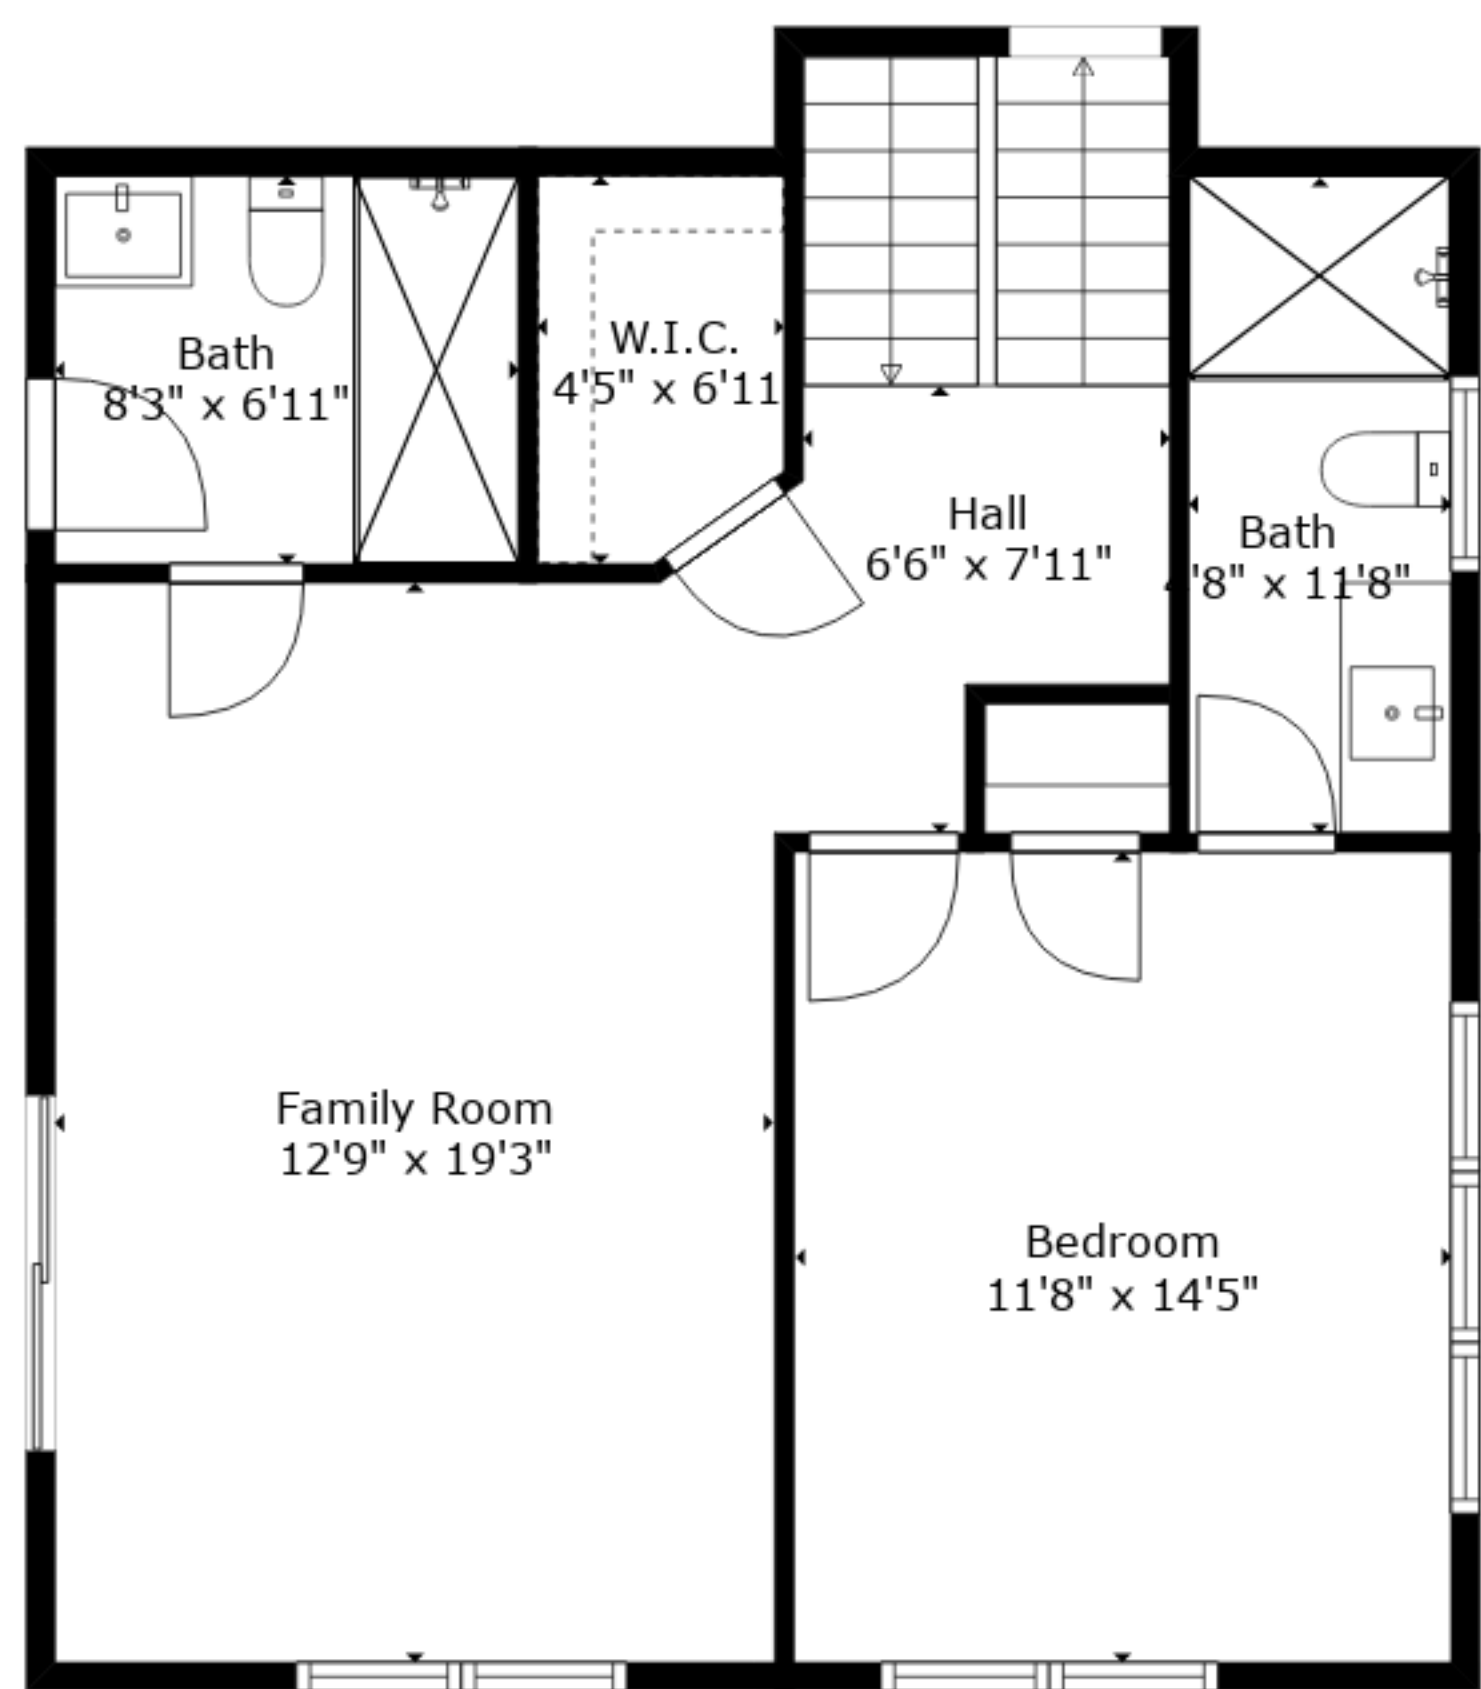 Bath
8'3" x 6'11"
W.I.C.
4'5" x 6'11
Hall
6'6" x 7'11"
Bath
'8" x 11'8"
Family Room
12'9" x 19'3"
Bedroom
11'8" x 14'5"